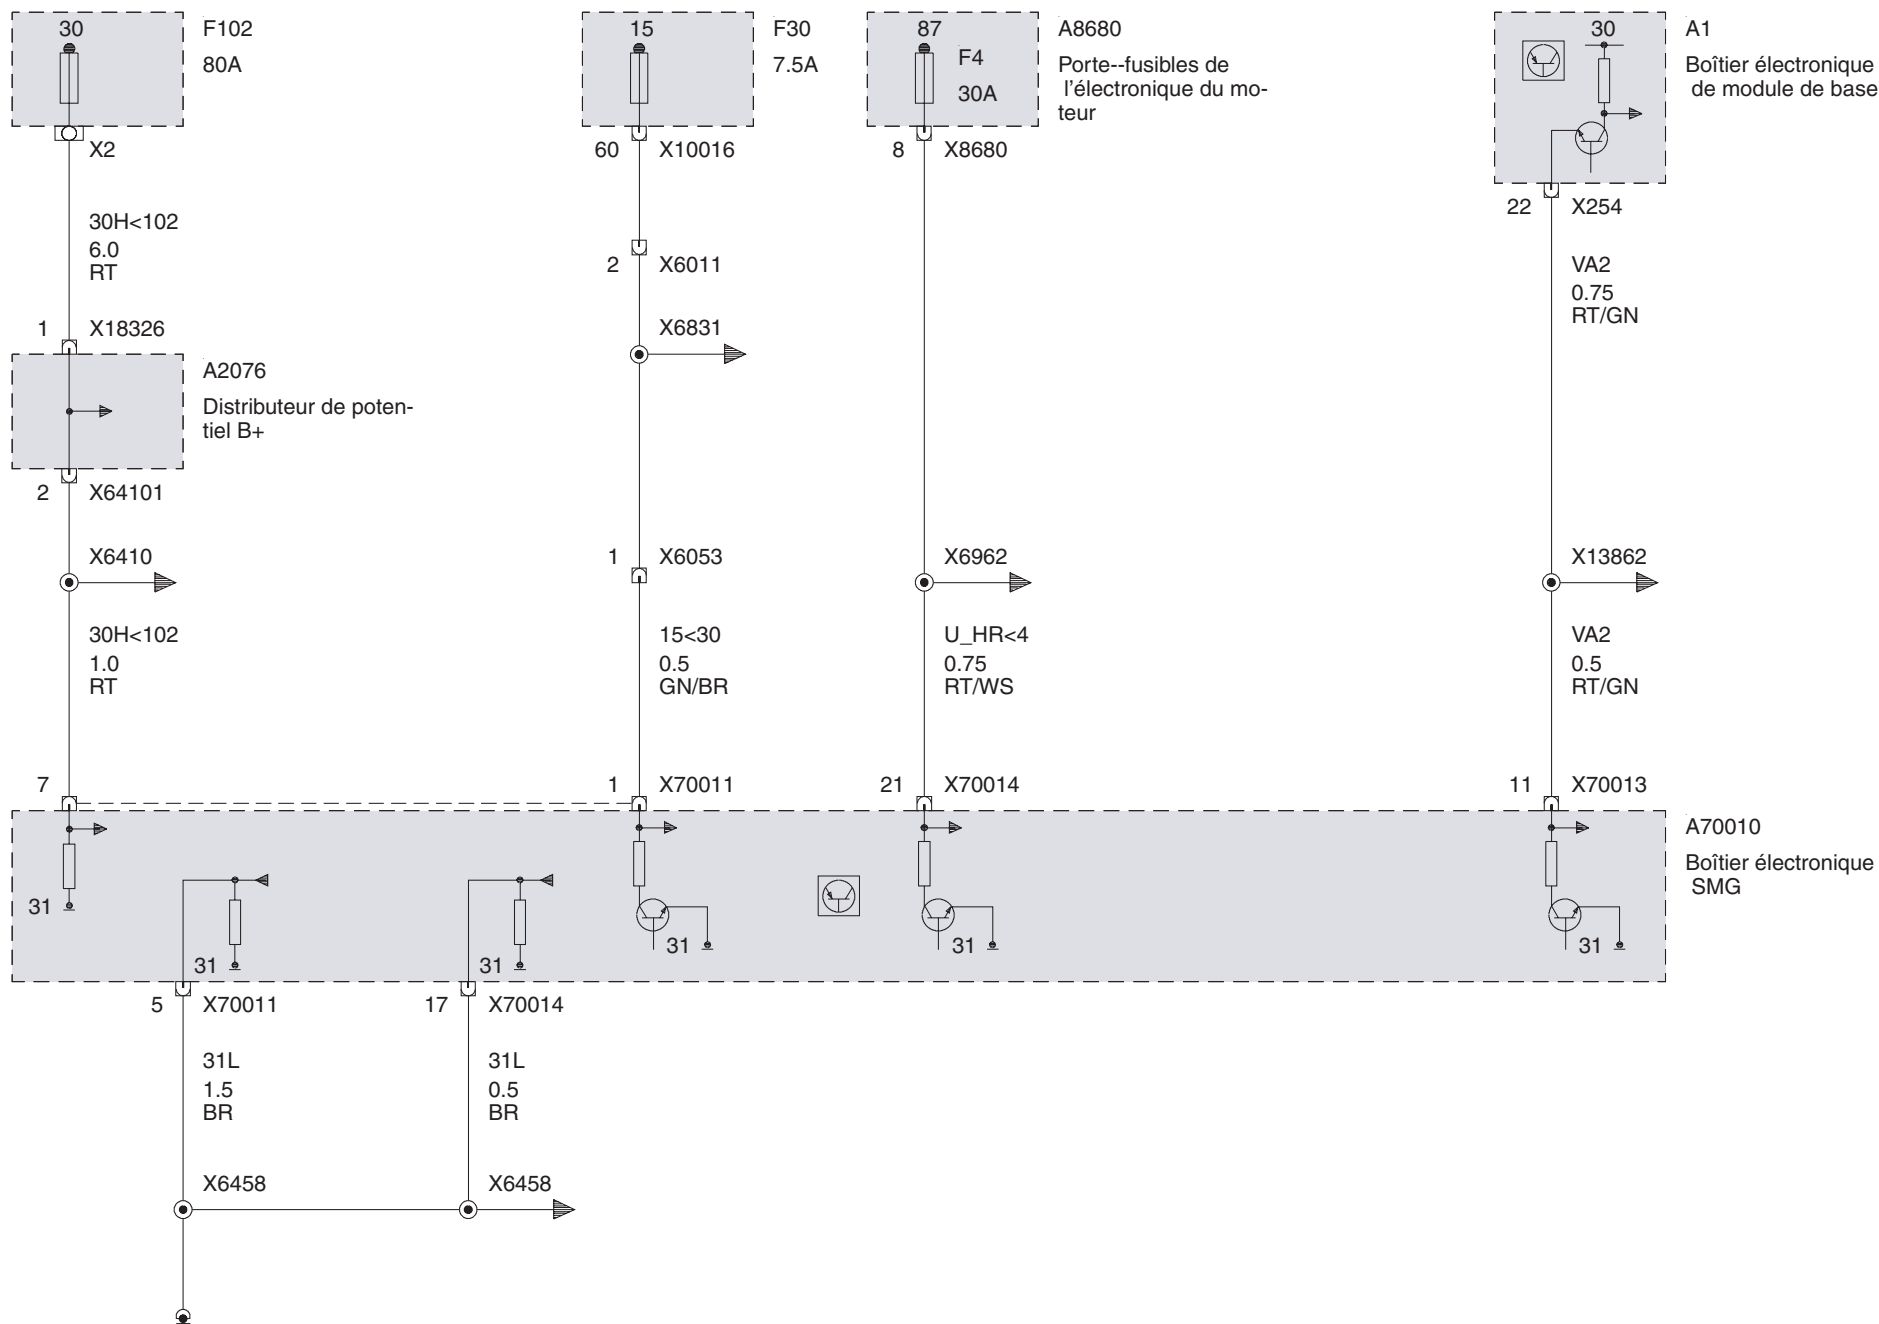 30
F102
80A
X2
30H<102
6.0
RT
1
X18326
A2076
Distributeur de poten-
tiel B+
2
X64101
X6410
30H<102
1.0
RT
7
15
F30
7.5A
60
X10016
2
X6011
X6831
1
X6053
15<30
0.5
GN/BR
1
X70011
87
F4
30A
A8680
Porte--fusibles de
l'électronique du mo-
teur
8
X8680
X6962
U_HR<4
0.75
RT/WS
21
X70014
30
A1
Boîtier électronique
de module de base
22
X254
VA2
0.75
RT/GN
X13862
VA2
0.5
RT/GN
11
X70013
A70010
Boîtier électronique
SMG
31
31
31
31
31
31
5
X70011
17
X70014
31L
1.5
BR
31L
0.5
BR
X6458
X6458